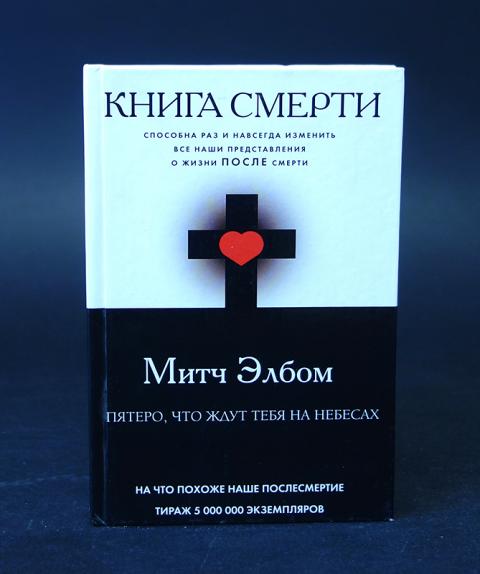 КНИГА СМЕРТИ
СПОСОБНА РАЗ И НАВСЕГДА ИЗМЕНИТЬ
ВСЕ НАШИ ПРЕДСТАВЛЕНИЯ
О ЖИЗНИ ПОСЛЕ СМЕРТИ
Митч Элбом
ПЯТЕРО, ЧТО ЖДУТ ТЕБЯ НА НЕБЕСАХ
НА ЧТО ПОХОЖЕ НАШЕ ПОСЛЕСМЕРТИЕ
ТИРАЖ 5 000 000 ЭКЗЕМПЛЯРОВ